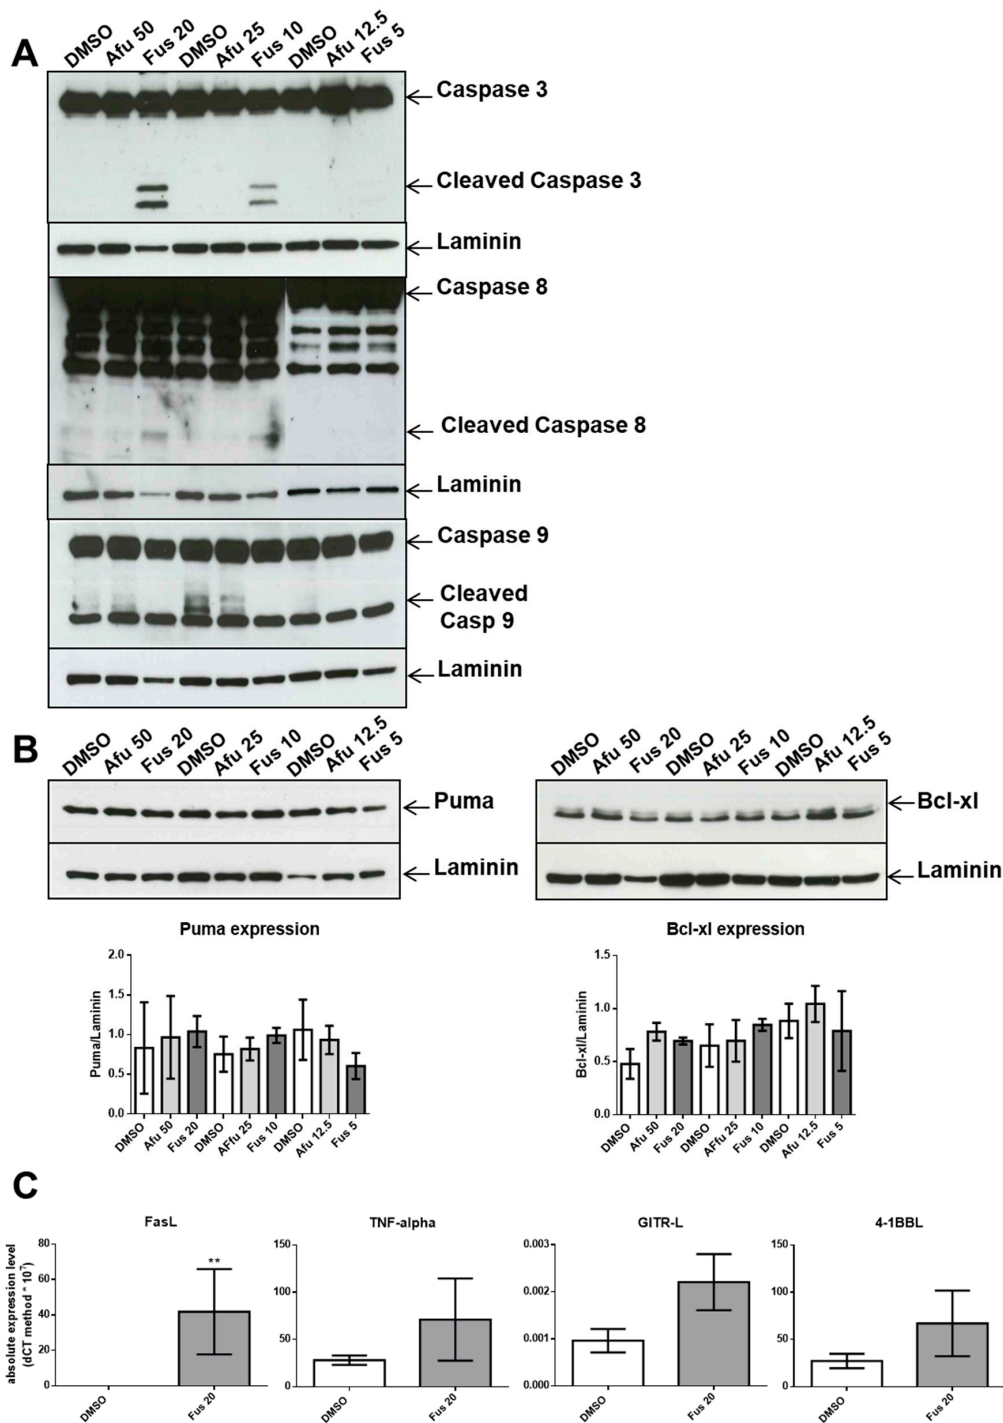 A
DMSO Afu 50 Fus 20 DMSO Afu 25 Fus 10 DMSO Afu 12.5 Fus 5
Caspase 3
Cleaved Caspase 3
Laminin
Caspase 8
Cleaved Caspase 8
Laminin
Caspase 9
Cleaved
Casp 9
Laminin
B
DMSO Afu 50 Fus 20 DMSO Afu 25 Fus 10 DMSO Afu 12.5 Fus 5
Puma
Laminin
DMSO Afu 50 Fus 20 DMSO Afu 25 Fus 10 DMSO Afu 12.5 Fus 5
Bcl-xl
Laminin
Puma expression
Puma/Laminin
2.0
1.5
1.0
0.5
0.0
DMSO Afu 50 Fus 20 DMSO AFfu 25 Fus 10 DMSO Afu 12.5 Fus 5
Bcl-xl expression
Bcl-xl/Laminin
1.5
1.0
0.5
0.0
DMSO Afu 50 Fus 20 DMSO AFfu 25 Fus 10 DMSO Afu 12.5 Fus 5
C
FasL
absolute expression level
(dCT method * 10⁷)
80
60
40
20
0
**
DMSO Fus 20
TNF-alpha
150
100
50
0
DMSO Fus 20
GITR-L
0.003
0.002
0.001
0.000
DMSO Fus 20
4-1BBL
150
100
50
0
DMSO Fus 20